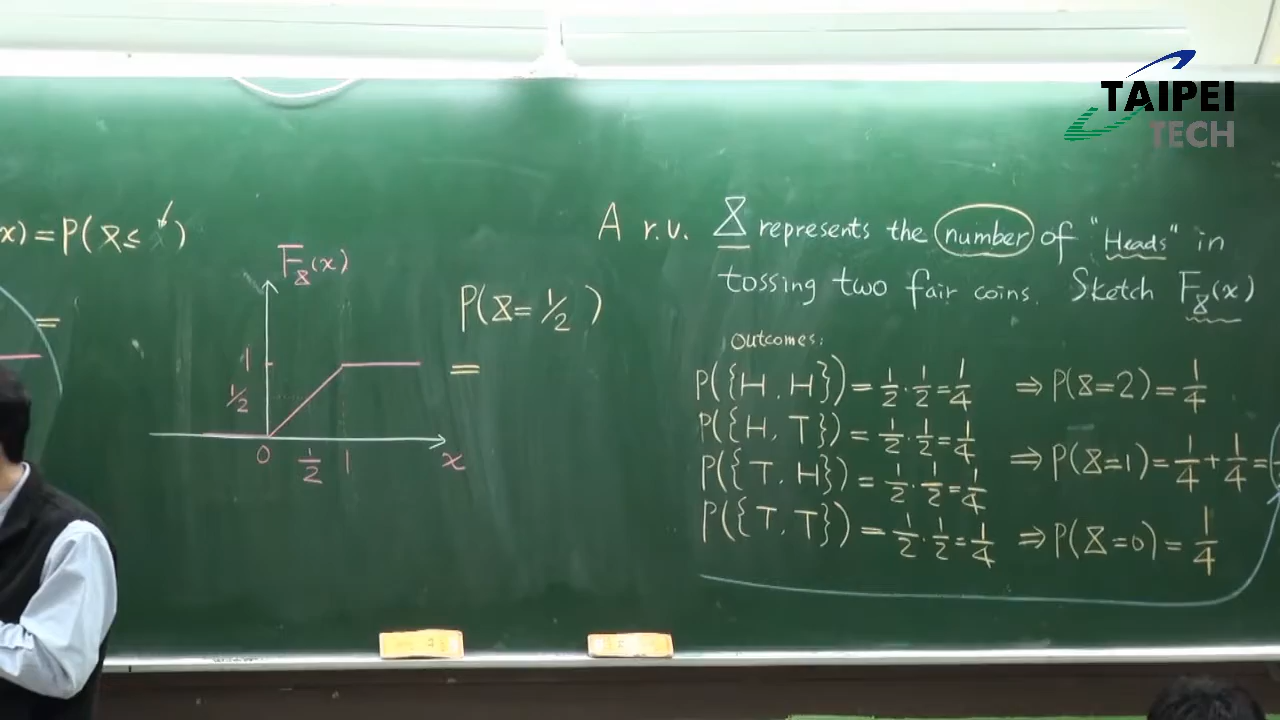 TAIPEI
TECH
x) = P(X ≤ x)
=
F_X(x)
1
1/2
0 1/2 1 x
P(X = 1/2)
=
A r.v. X represents the number of "Heads" in
tossing two fair coins. Sketch F_X(x)
Outcomes:
P({H, H}) = 1/2 · 1/2 = 1/4 ⇒ P(X=2) = 1/4
P({H, T}) = 1/2 · 1/2 = 1/4
P({T, H}) = 1/2 · 1/2 = 1/4 ⇒ P(X=1) = 1/4 + 1/4 =
P({T, T}) = 1/2 · 1/2 = 1/4 ⇒ P(X=0) = 1/4